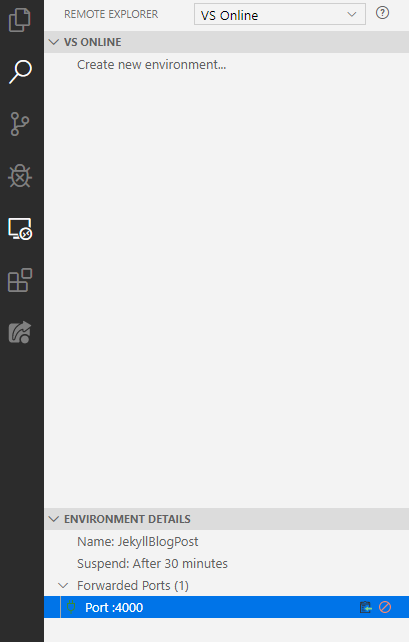 REMOTE EXPLORER
VS Online
VS ONLINE
Create new environment...
ENVIRONMENT DETAILS
Name: JekyllBlogPost
Suspend: After 30 minutes
Forwarded Ports (1)
Port :4000